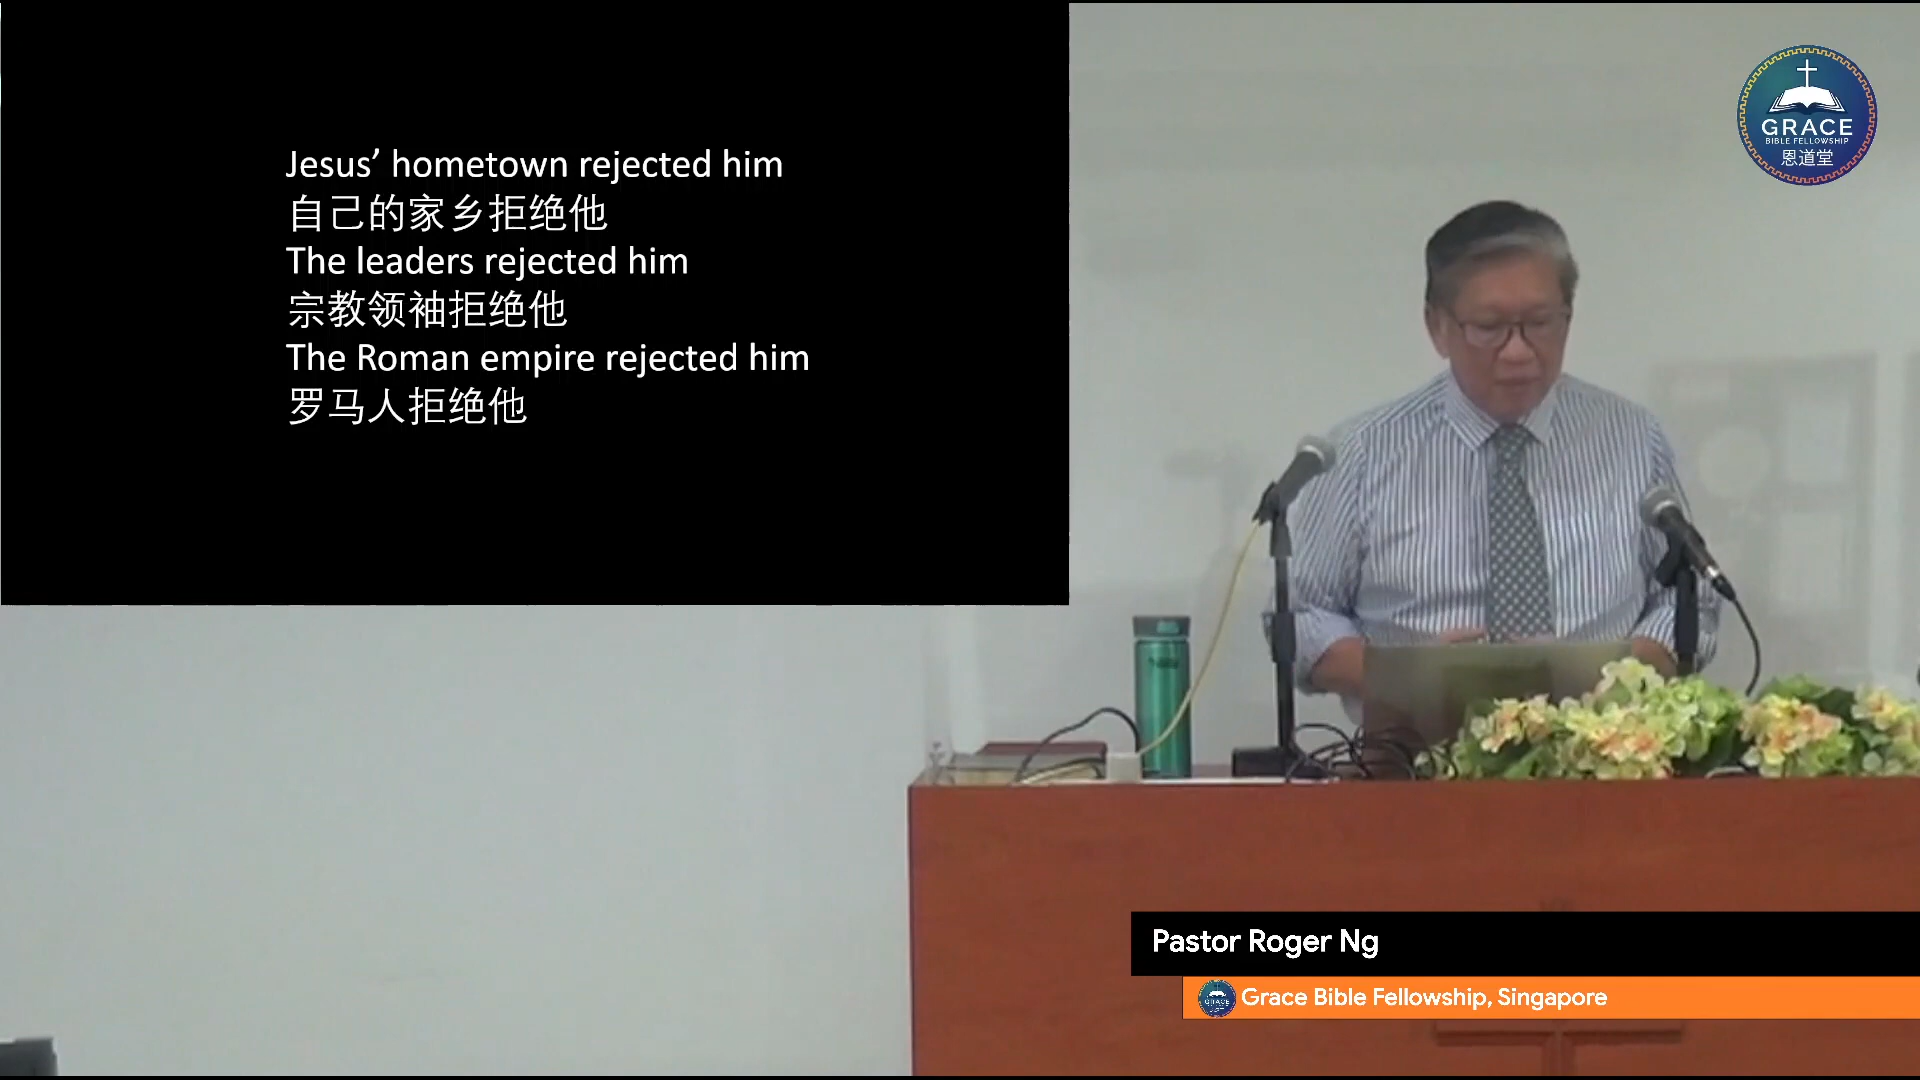 Jesus’ hometown rejected him
自己的家乡拒绝他
The leaders rejected him
宗教领袖拒绝他
The Roman empire rejected him
罗马人拒绝他
GRACE
BIBLE FELLOWSHIP
恩道堂
Pastor Roger Ng
GRACE
Grace Bible Fellowship, Singapore